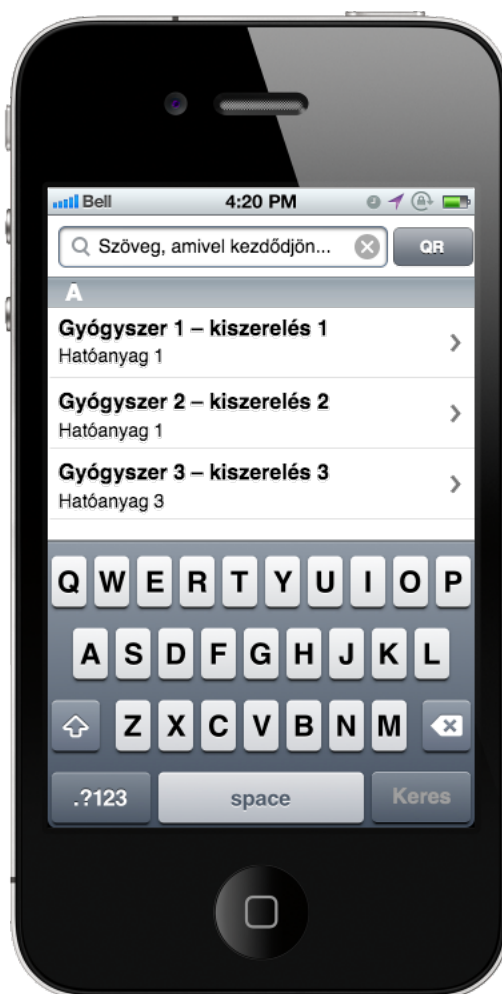 Bell 4:20 PM
Szöveg, amivel kezdődjön... QR
A
Gyógyszer 1 – kiszerelés 1
Hatóanyag 1
Gyógyszer 2 – kiszerelés 2
Hatóanyag 1
Gyógyszer 3 – kiszerelés 3
Hatóanyag 3
Q W E R T Y U I O P
A S D F G H J K L
Z X C V B N M
.?123 space Keres